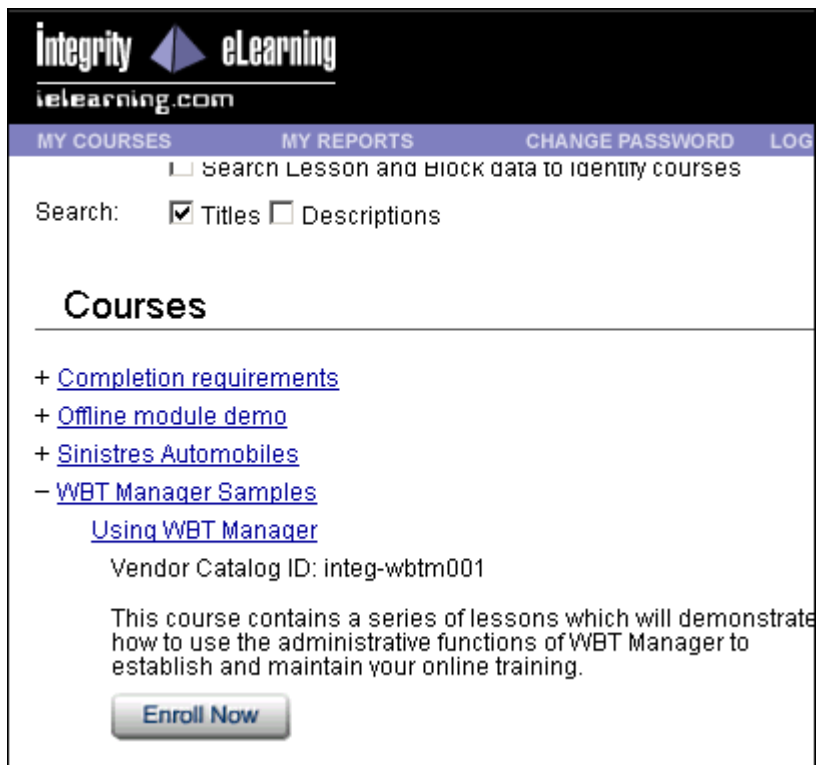 Integrity eLearning
ielearning.com
MY COURSES MY REPORTS CHANGE PASSWORD LOG
Search Lesson and Block data to identify courses
Search: Titles Descriptions
Courses
+ Completion requirements
+ Offline module demo
+ Sinistres Automobiles
– WBT Manager Samples
Using WBT Manager
Vendor Catalog ID: integ-wbtm001
This course contains a series of lessons which will demonstrate
how to use the administrative functions of WBT Manager to
establish and maintain your online training.
Enroll Now